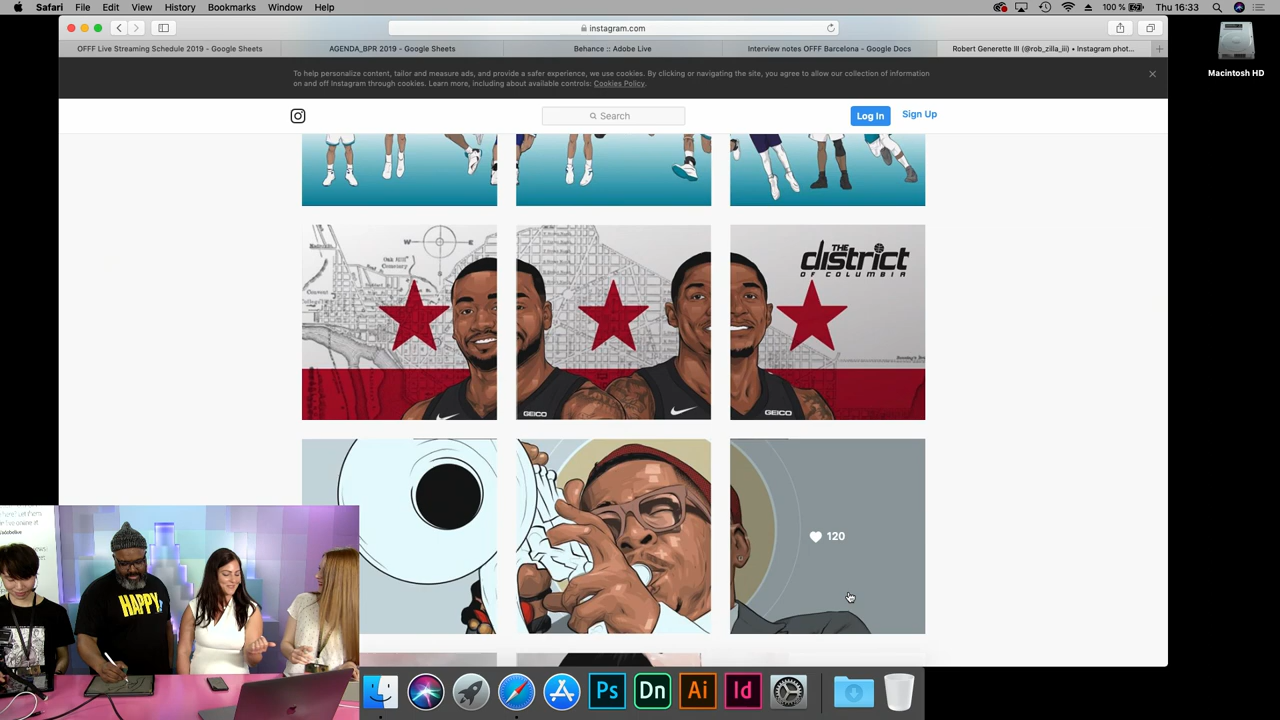 Safari File Edit View History Bookmarks Window Help 100 % Thu 16:33
instagram.com
OFFF Live Streaming Schedule 2019 - Google Sheets AGENDA_BPR 2019 - Google Sheets Behance :: Adobe Live Interview notes OFFF Barcelona - Google Docs Robert Generette III (@rob_zilla_iii) • Instagram phot...
To help personalize content, tailor and measure ads, and provide a safer experience, we use cookies. By clicking or navigating the site, you agree to allow our collection of information
on and off Instagram through cookies. Learn more, including about available controls: Cookies Policy.
Macintosh HD
Search Log In Sign Up
W E
Oak Hill
Cemetery
THE
district
OF COLUMBIA
GEICO GEICO GEICO
120
HAPPY!
Ps Dn Ai Id